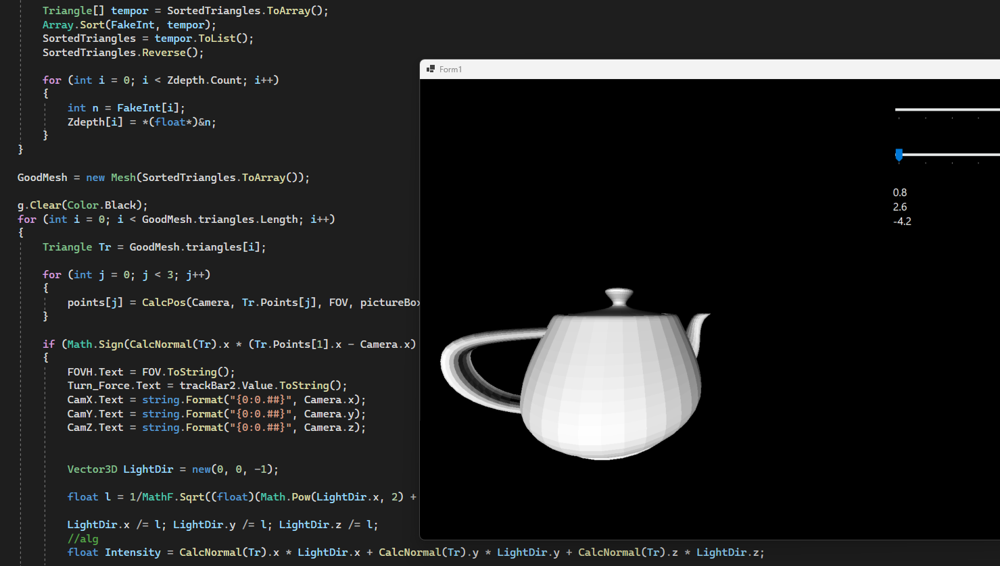 Triangle[] tempor = SortedTriangles.ToArray();
Array.Sort(FakeInt, tempor);
SortedTriangles = tempor.ToList();
SortedTriangles.Reverse();
for (int i = 0; i < Zdepth.Count; i++)
{
int n = FakeInt[i];
Zdepth[i] = *(float*)&n;
}
}
GoodMesh = new Mesh(SortedTriangles.ToArray());
g.Clear(Color.Black);
for (int i = 0; i < GoodMesh.triangles.Length; i++)
{
Triangle Tr = GoodMesh.triangles[i];
for (int j = 0; j < 3; j++)
{
points[j] = CalcPos(Camera, Tr.Points[j], FOV, pictureBox
}
if (Math.Sign(CalcNormal(Tr).x * (Tr.Points[1].x - Camera.x)
{
FOVH.Text = FOV.ToString();
Turn_Force.Text = trackBar2.Value.ToString();
CamX.Text = string.Format("{0:0.##}", Camera.x);
CamY.Text = string.Format("{0:0.##}", Camera.y);
CamZ.Text = string.Format("{0:0.##}", Camera.z);
Vector3D LightDir = new(0, 0, -1);
float l = 1/MathF.Sqrt((float)(Math.Pow(LightDir.x, 2) +
LightDir.x /= l; LightDir.y /= l; LightDir.z /= l;
//alg
float Intensity = CalcNormal(Tr).x * LightDir.x + CalcNormal(Tr).y * LightDir.y + CalcNormal(Tr).z * LightDir.z;
Form1
0.8
2.6
-4.2